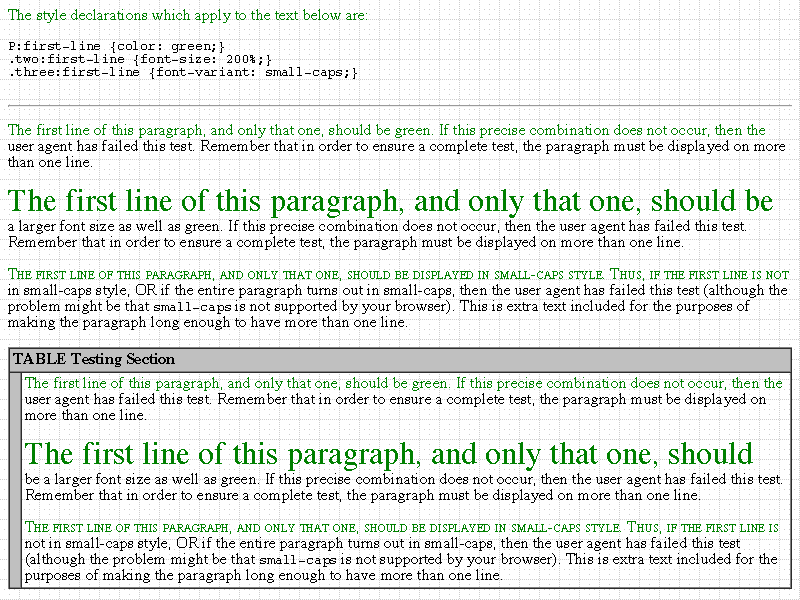 The style declarations which apply to the text below are:
P:first-line {color: green;}
.two:first-line {font-size: 200%;}
.three:first-line {font-variant: small-caps;}
The first line of this paragraph, and only that one, should be green. If this precise combination does not occur, then the
user agent has failed this test. Remember that in order to ensure a complete test, the paragraph must be displayed on more
than one line.
The first line of this paragraph, and only that one, should be
a larger font size as well as green. If this precise combination does not occur, then the user agent has failed this test.
Remember that in order to ensure a complete test, the paragraph must be displayed on more than one line.
The first line of this paragraph, and only that one, should be displayed in small-caps style. Thus, if the first line is not
in small-caps style, OR if the entire paragraph turns out in small-caps, then the user agent has failed this test (although the
problem might be that small-caps is not supported by your browser). This is extra text included for the purposes of
making the paragraph long enough to have more than one line.
TABLE Testing Section
The first line of this paragraph, and only that one, should be green. If this precise combination does not occur, then the
user agent has failed this test. Remember that in order to ensure a complete test, the paragraph must be displayed on
more than one line.
The first line of this paragraph, and only that one, should
be a larger font size as well as green. If this precise combination does not occur, then the user agent has failed this test.
Remember that in order to ensure a complete test, the paragraph must be displayed on more than one line.
The first line of this paragraph, and only that one, should be displayed in small-caps style. Thus, if the first line is
not in small-caps style, OR if the entire paragraph turns out in small-caps, then the user agent has failed this test
(although the problem might be that small-caps is not supported by your browser). This is extra text included for the
purposes of making the paragraph long enough to have more than one line.